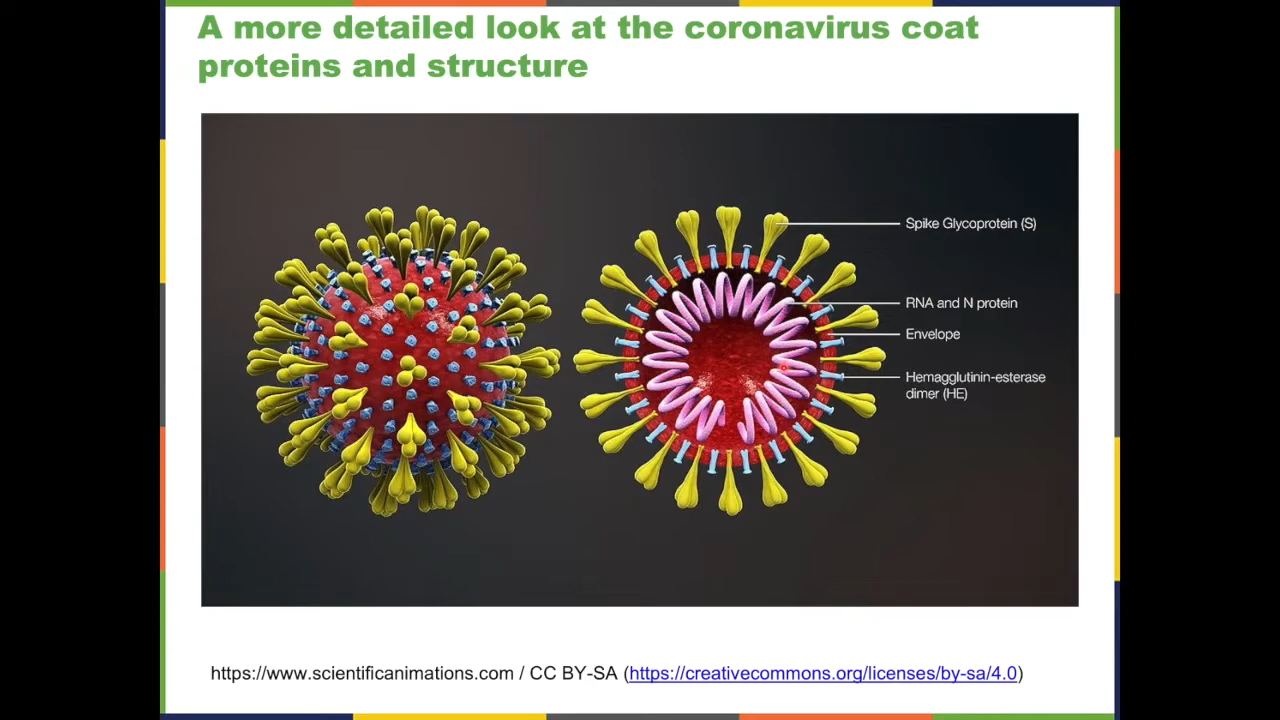 A more detailed look at the coronavirus coat
proteins and structure
Spike Glycoprotein (S)
RNA and N protein
Envelope
Hemagglutinin-esterase
dimer (HE)
https://www.scientificanimations.com / CC BY-SA (https://creativecommons.org/licenses/by-sa/4.0)